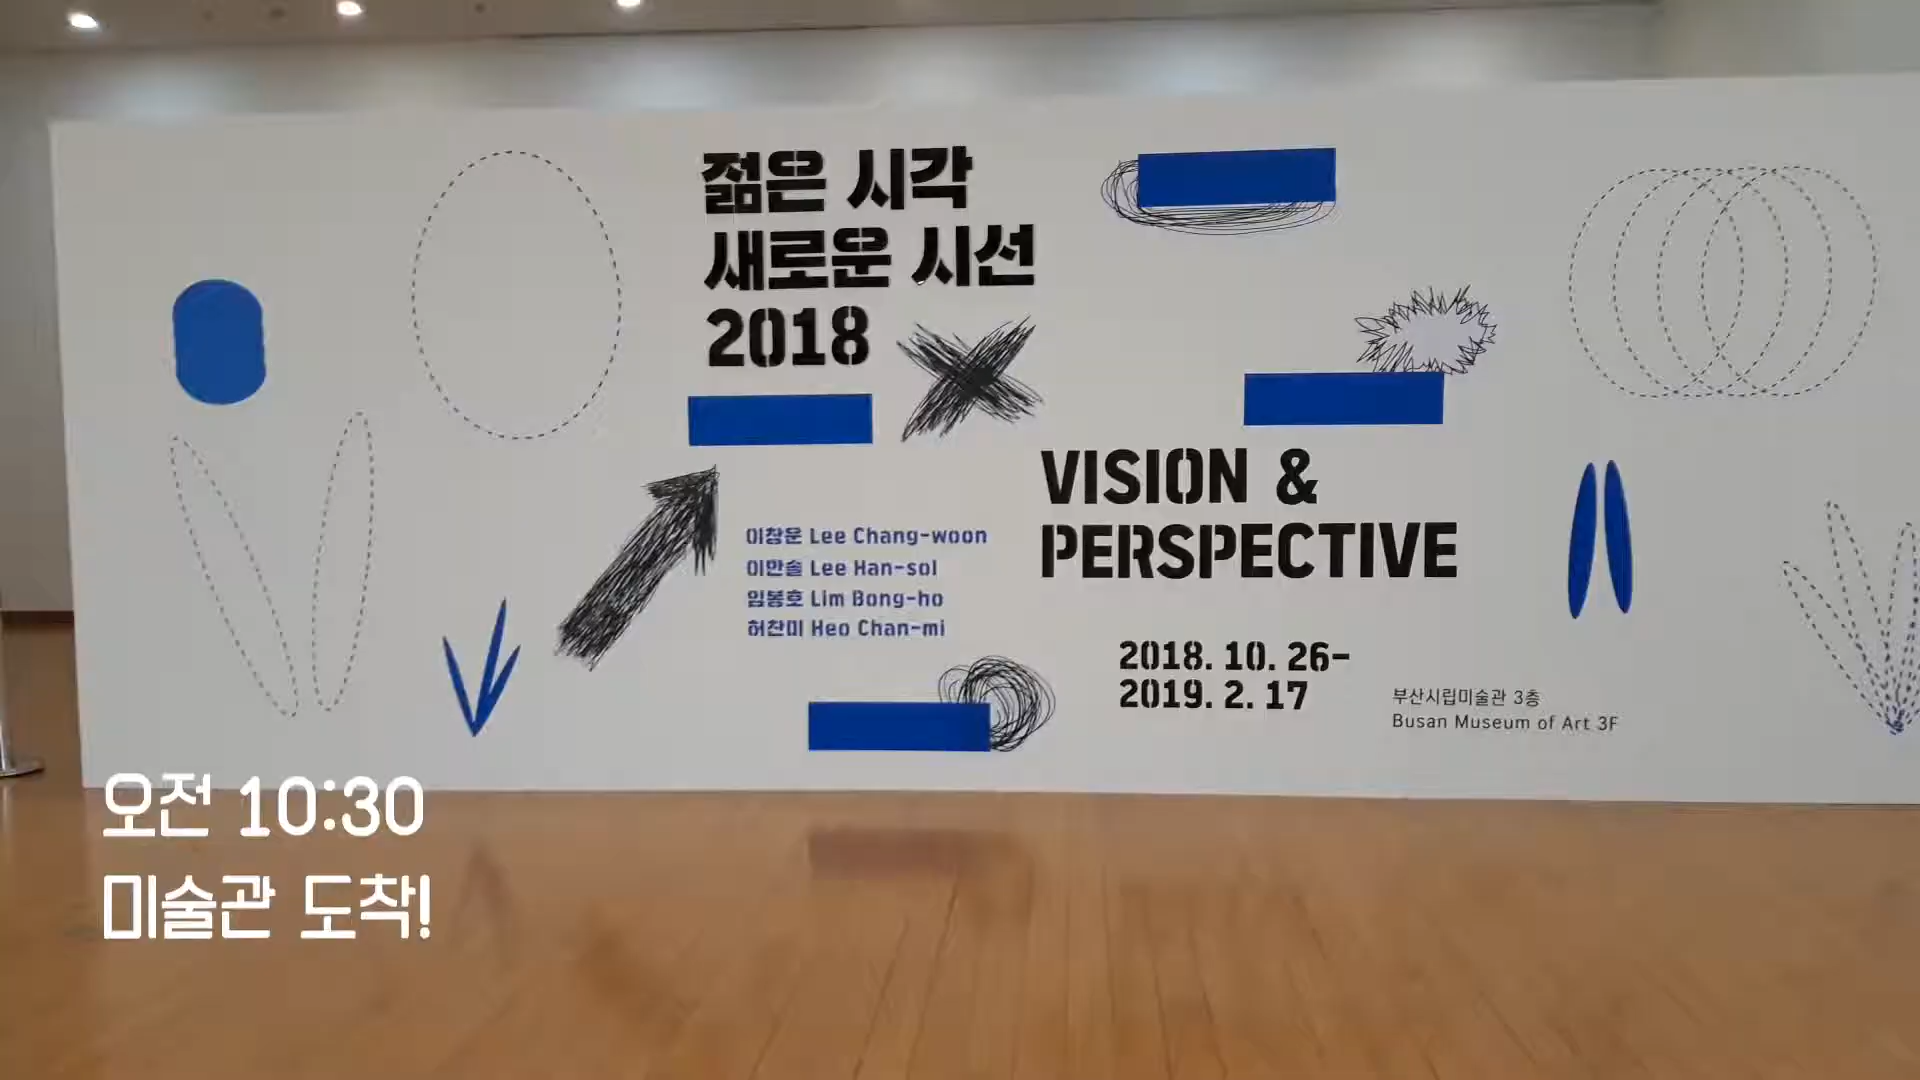 젊은 시각
새로운 시선
2018
VISION &
PERSPECTIVE
이창운 Lee Chang-woon
이한솔 Lee Han-sol
임봉호 Lim Bong-ho
허찬미 Heo Chan-mi
2018. 10. 26-
2019. 2. 17
부산시립미술관 3층
Busan Museum of Art 3F
오전 10:30
미술관 도착!